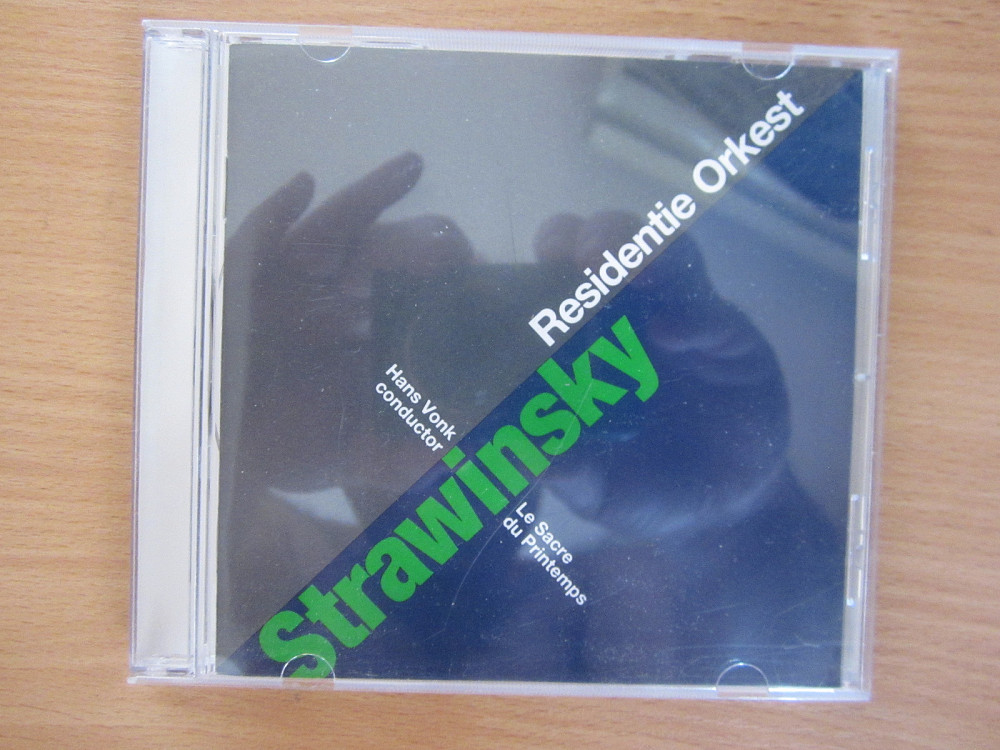 Residentie Orkest
Strawinsky
Hans Vonk
conductor
Le Sacre
du Printemps